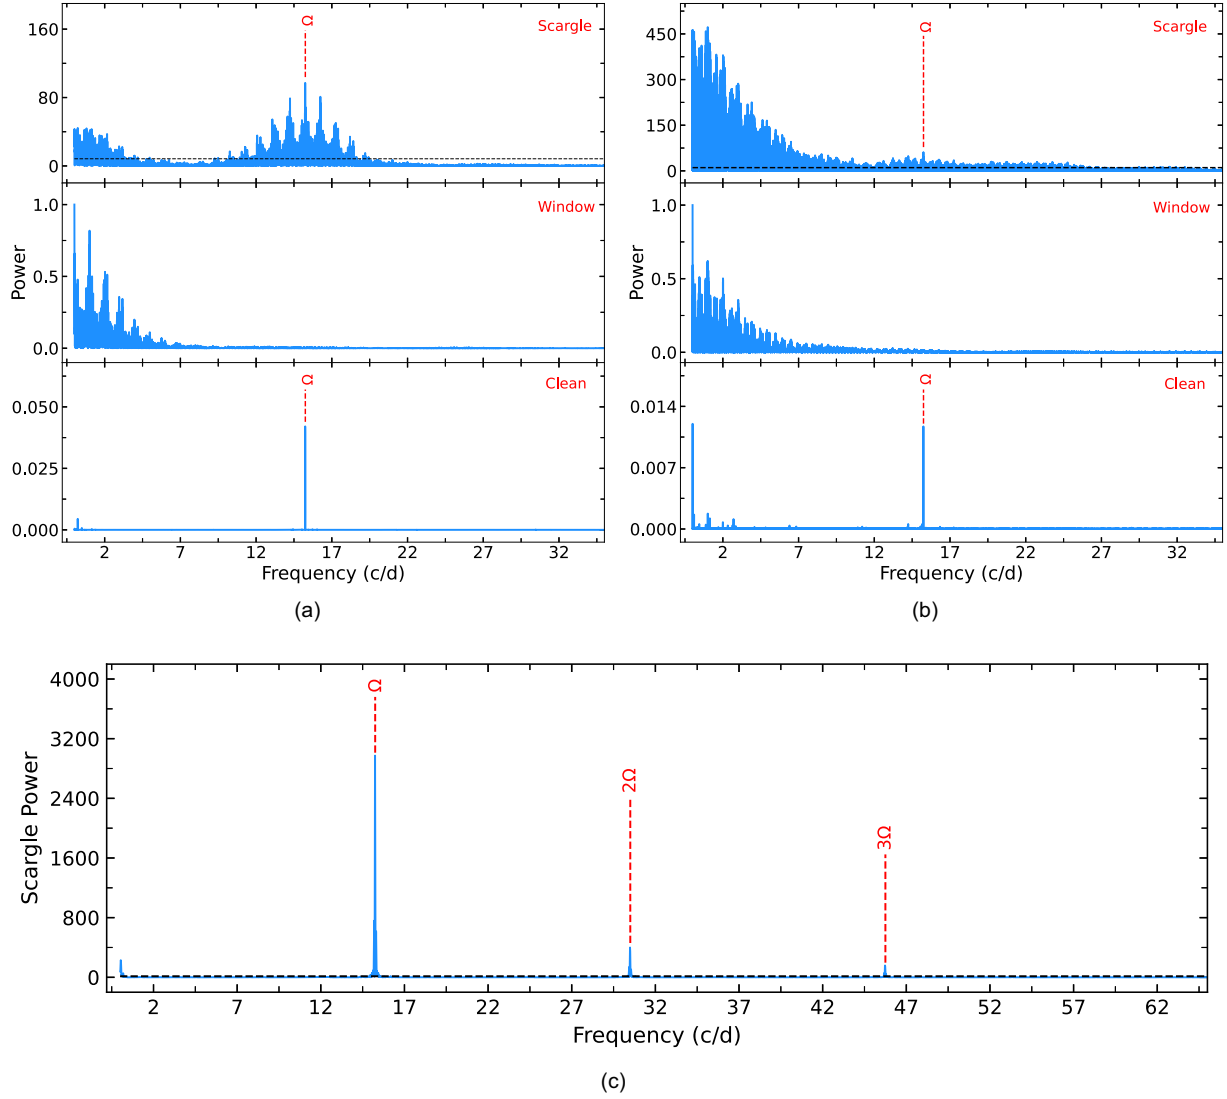 Ω
160
Scargle
80
0
1.0
Window
0.5
0.0
Power
Ω
Clean
0.050
0.025
0.000
2 7 12 17 22 27 32
Frequency (c/d)
(a)
Ω
450
Scargle
300
150
0
1.0
Window
0.5
0.0
Power
Ω
Clean
0.014
0.007
0.000
2 7 12 17 22 27 32
Frequency (c/d)
(b)
4000
3200
2400
1600
800
0
Scargle Power
Ω
2Ω
3Ω
2 7 12 17 22 27 32 37 42 47 52 57 62
Frequency (c/d)
(c)